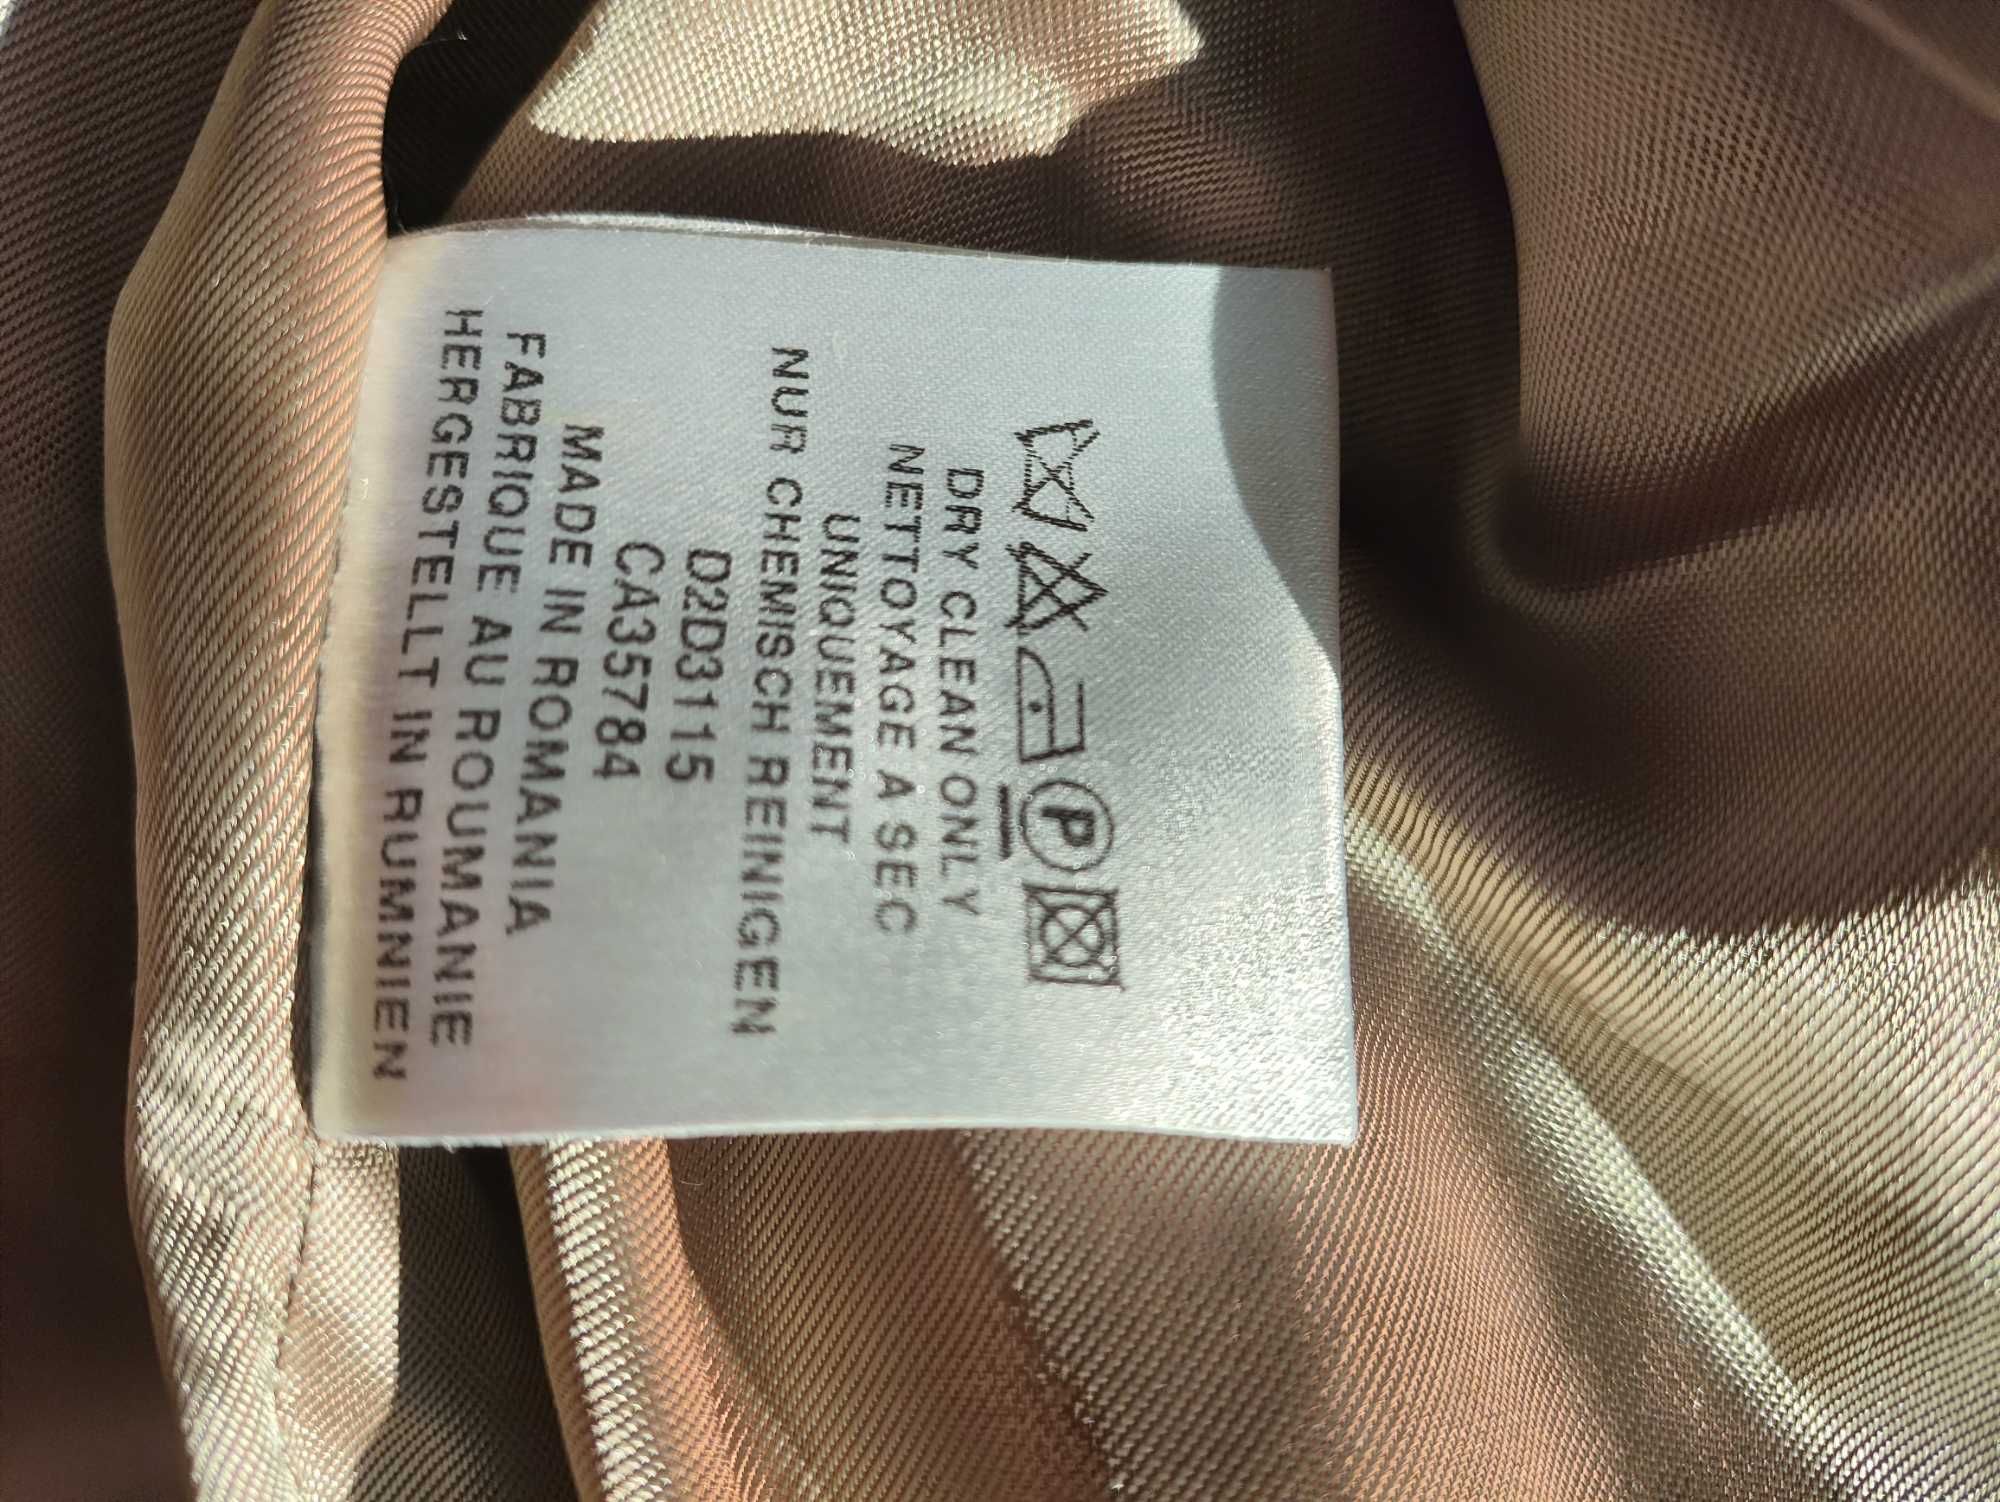 P
DRY CLEAN ONLY
NETTOYAGE A SEC
UNIQUEMENT
NUR CHEMISCH REINIGEN
D2D3115
CA35784
MADE IN ROMANIA
FABRIQUE AU ROUMANIE
HERGESTELLT IN RUMNIEN